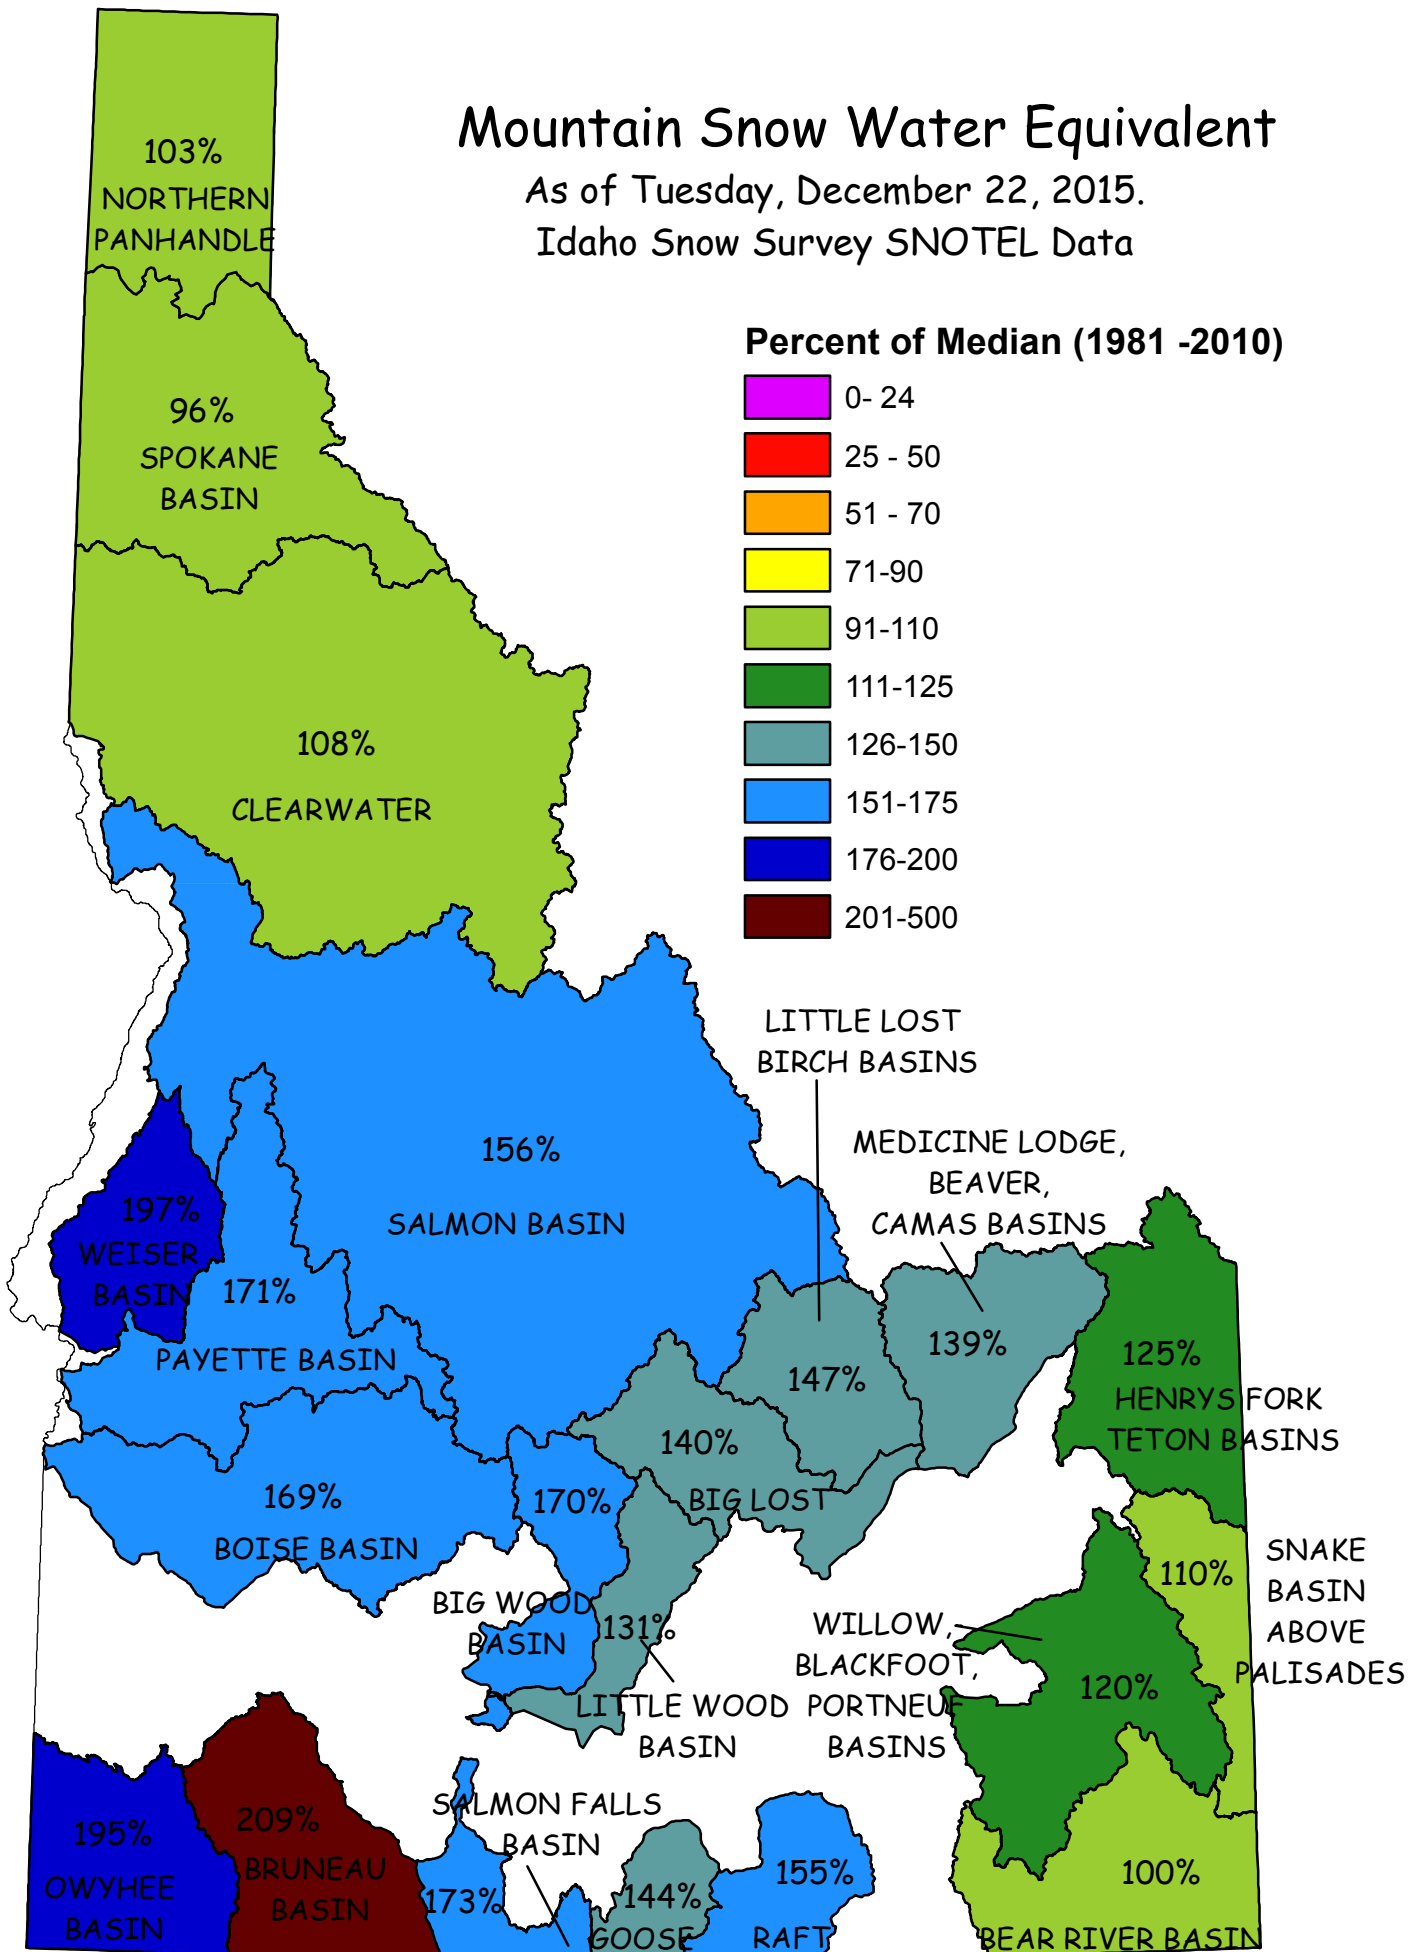 Mountain Snow Water Equivalent
As of Tuesday, December 22, 2015.
Idaho Snow Survey SNOTEL Data
Percent of Median (1981 -2010)
0- 24
25 - 50
51 - 70
71-90
91-110
111-125
126-150
151-175
176-200
201-500
103%
NORTHERN
PANHANDLE
96%
SPOKANE
BASIN
108%
CLEARWATER
156%
SALMON BASIN
197%
WEISER
BASIN
171%
PAYETTE BASIN
169%
BOISE BASIN
170%
BIG WOOD
BASIN
LITTLE LOST
BIRCH BASINS
147%
MEDICINE LODGE,
BEAVER,
CAMAS BASINS
139%
140%
BIG LOST
131%
LITTLE WOOD
BASIN
125%
HENRYS FORK
TETON BASINS
110%
SNAKE
BASIN
ABOVE
PALISADES
WILLOW,
BLACKFOOT,
PORTNEUF
BASINS
120%
195%
OWYHEE
BASIN
209%
BRUNEAU
BASIN
SALMON FALLS
BASIN
173%
144%
GOOSE
155%
RAFT
100%
BEAR RIVER BASIN